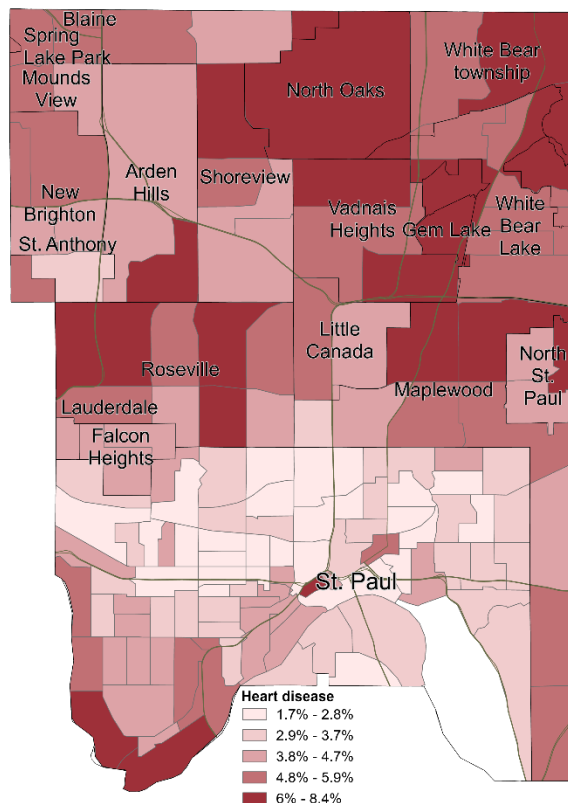 Blaine
Spring
Lake Park
Mounds
View
White Bear
township
North Oaks
Arden
Hills
Shoreview
New
Brighton
Vadnais
Heights
Gem Lake
White
Bear
Lake
St. Anthony
Little
Canada
North
St.
Paul
Roseville
Maplewood
Lauderdale
Falcon
Heights
St. Paul
Heart disease
1.7% - 2.8%
2.9% - 3.7%
3.8% - 4.7%
4.8% - 5.9%
6% - 8.4%